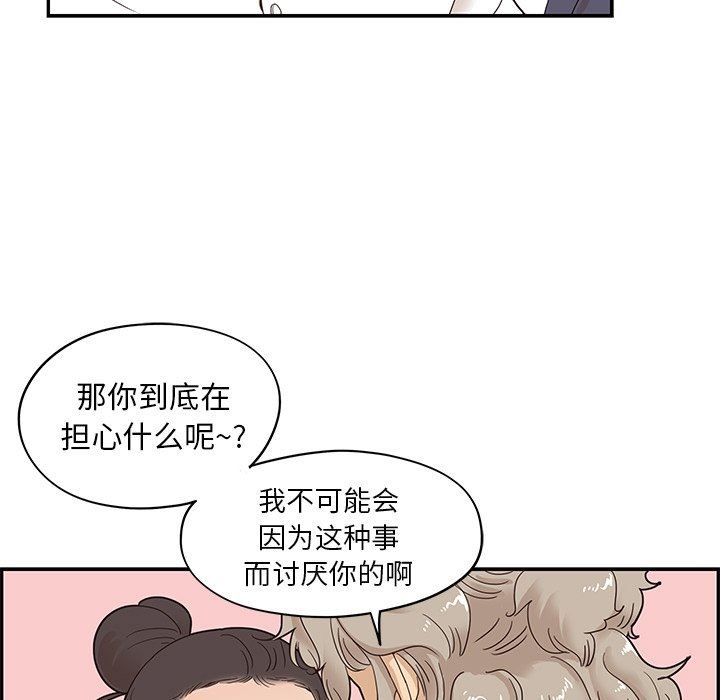 那你到底在
担心什么呢~?
我不可能会
因为这种事
而讨厌你的啊